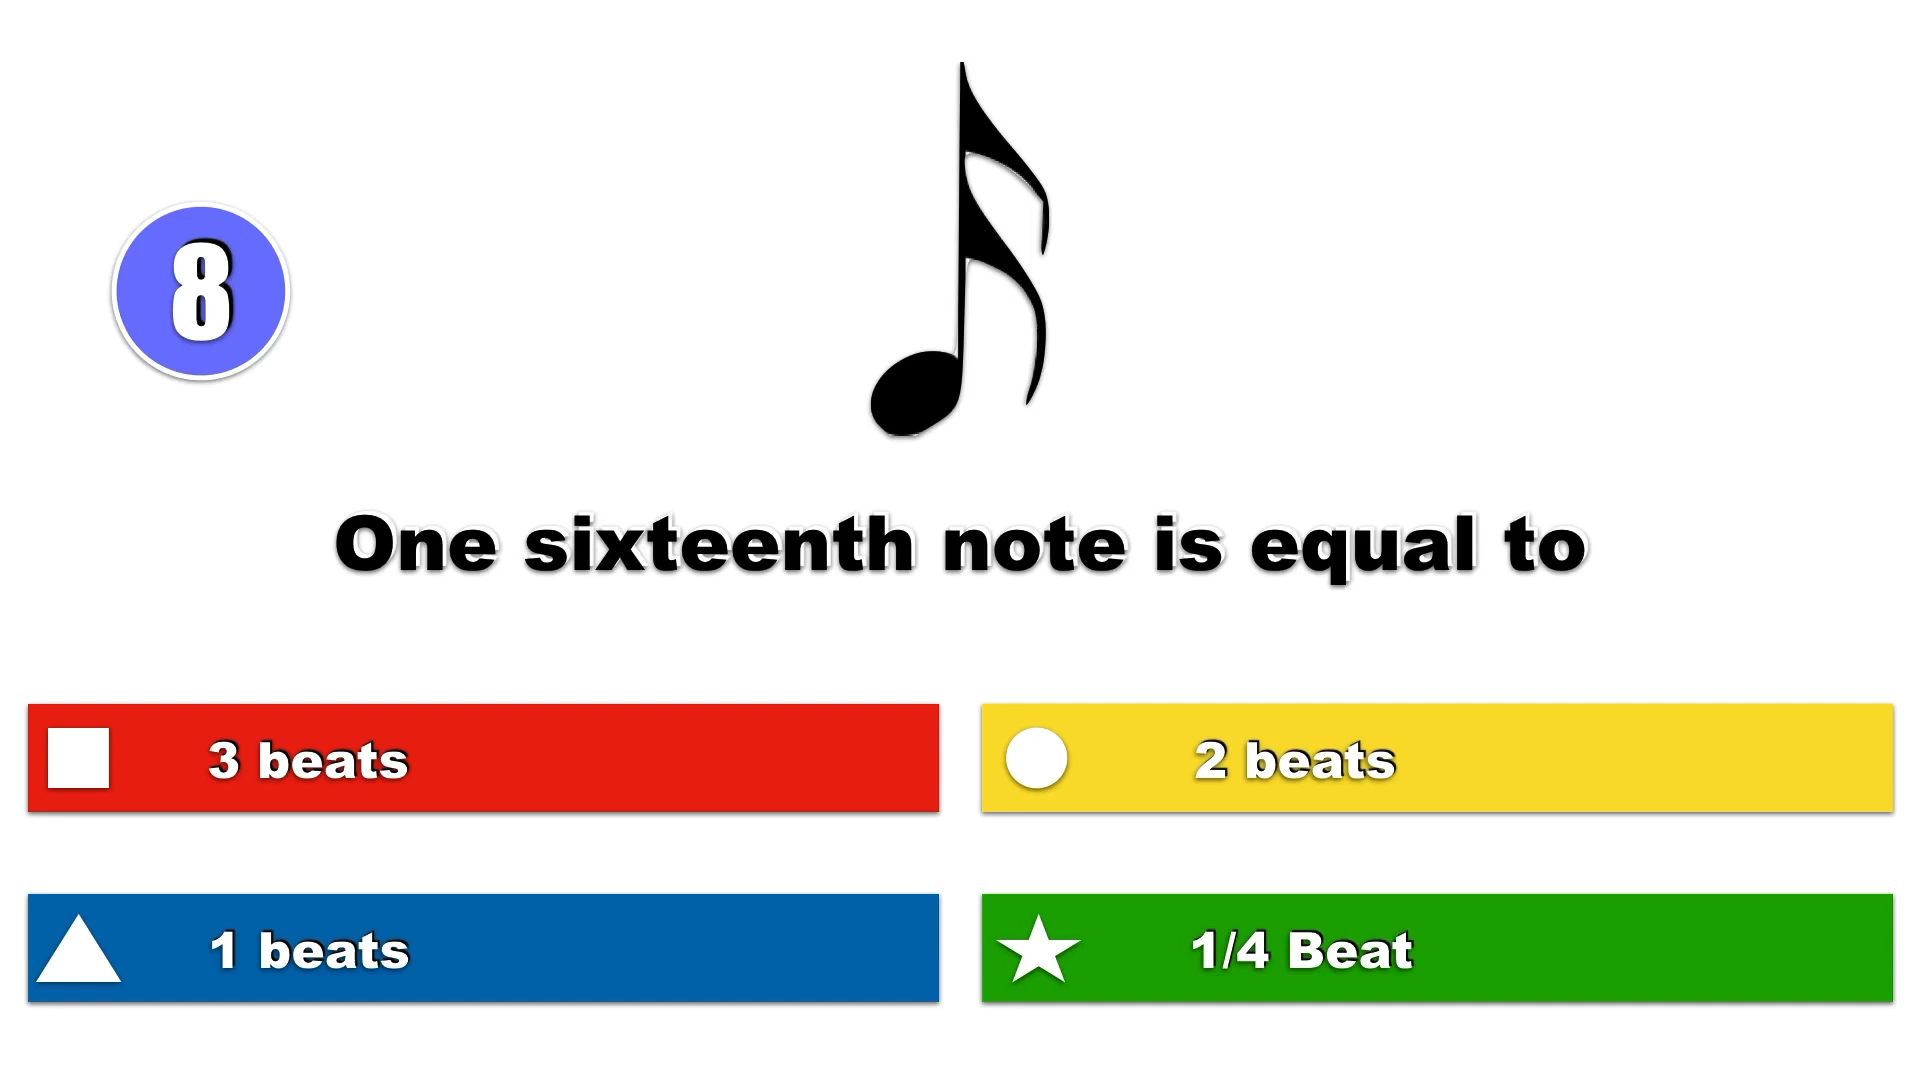 8
One sixteenth note is equal to
3 beats
2 beats
1 beats
1/4 Beat